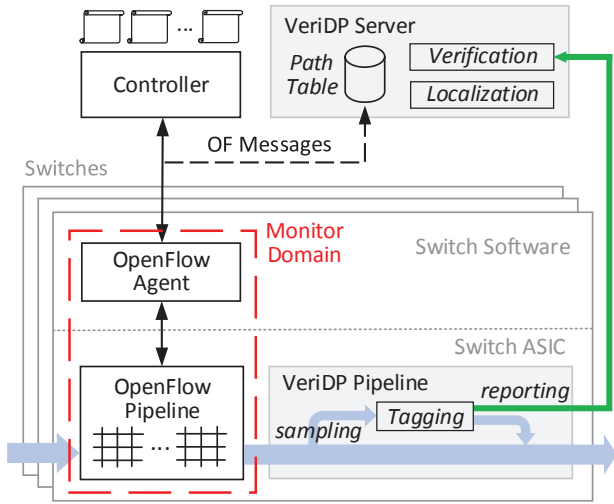 ...
Controller
VeriDP Server
Path
Table
Verification
Localization
OF Messages
Switches
Monitor
Domain
OpenFlow
Agent
Switch Software
Switch ASIC
OpenFlow
Pipeline
...
VeriDP Pipeline
reporting
Tagging
sampling